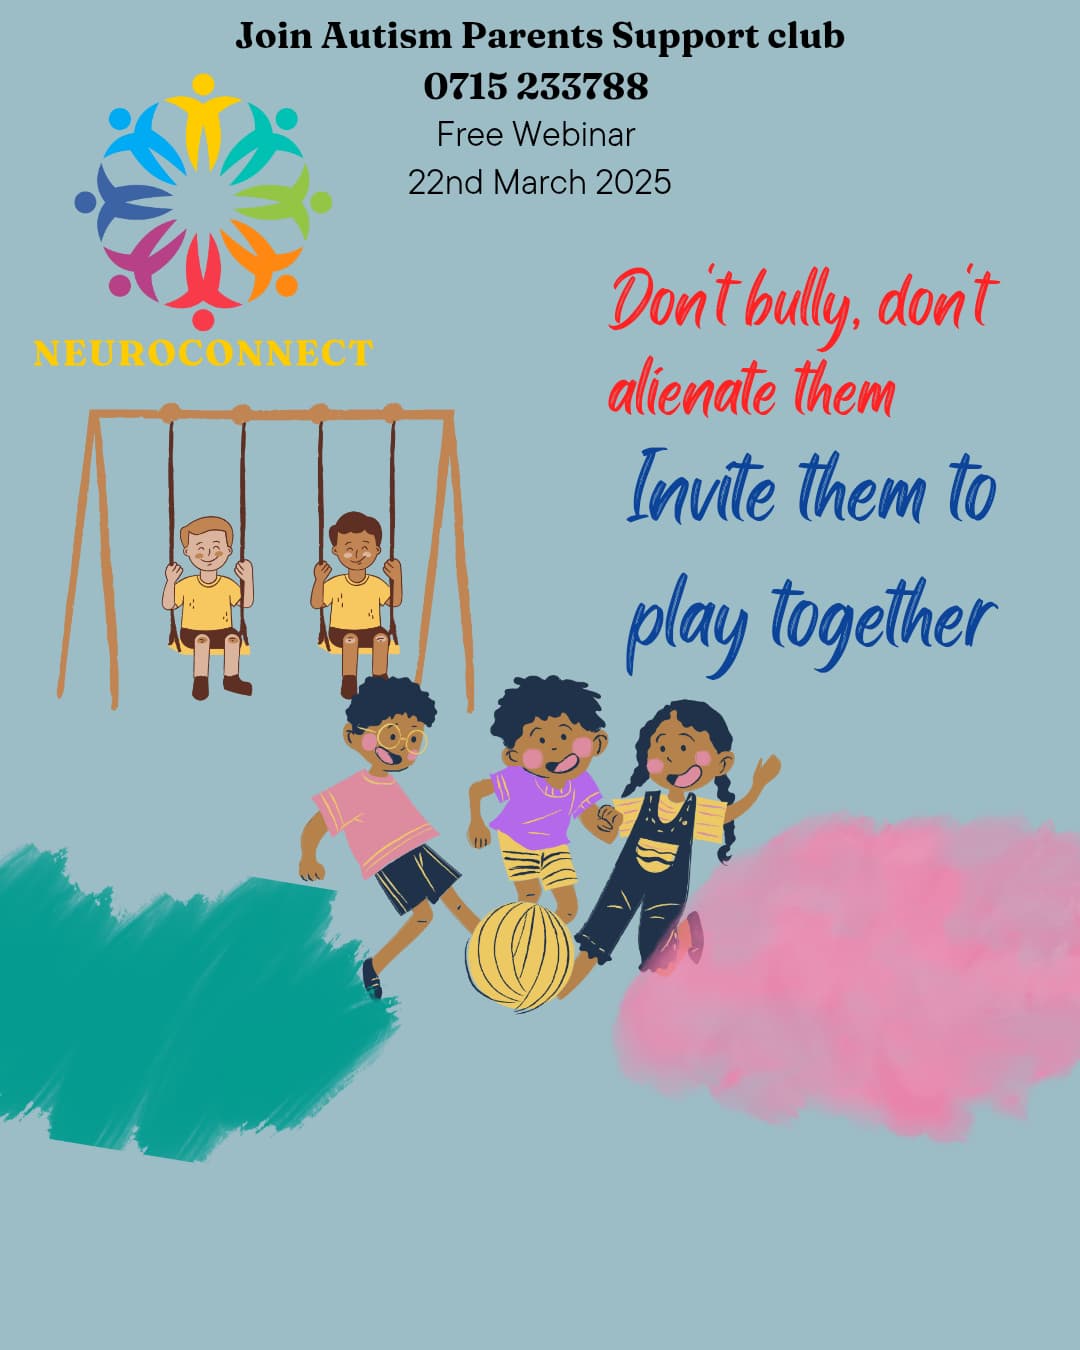 Join Autism Parents Support club
0715 233788
Free Webinar
22nd March 2025
NEUROCONNECT
Don't bully, don't
alienate them
Invite them to
play together